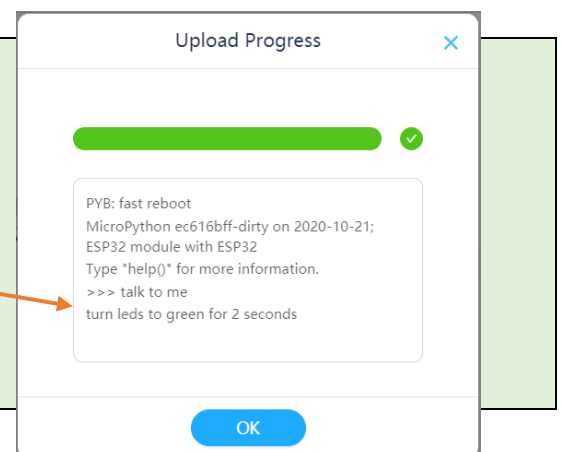 Upload Progress
PYB: fast reboot
MicroPython ec616bff-dirty on 2020-10-21;
ESP32 module with ESP32
Type "help()" for more information.
>>> talk to me
turn leds to green for 2 seconds
OK